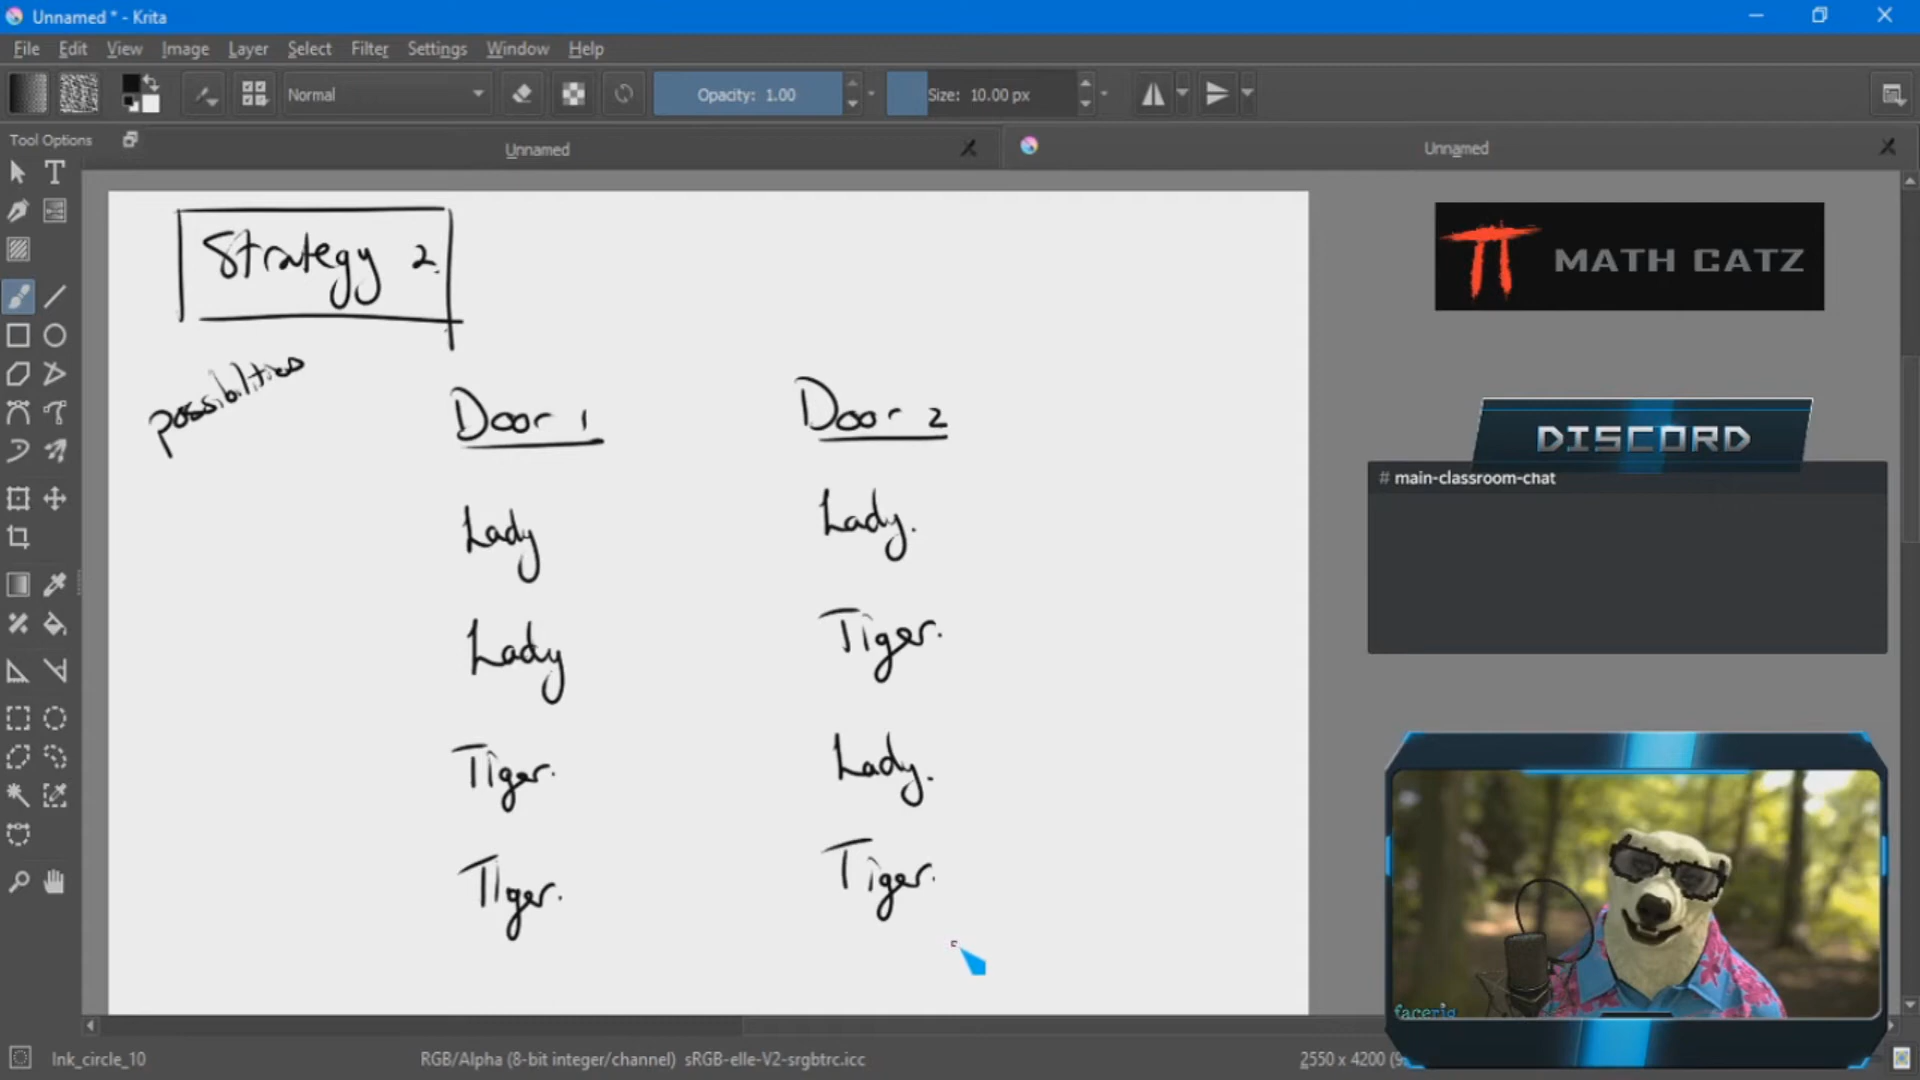 Unnamed * - Krita
File Edit View Image Layer Select Filter Settings Window Help
Normal Opacity: 1.00 Size: 10.00 px
Tool Options
Unnamed Unnamed
Strategy 2.
possibilities
Door 1 Door 2
Lady Lady.
Lady Tiger.
Tiger. Lady.
Tiger. Tiger.
MATH CATZ
DISCORD
# main-classroom-chat
facerig
Ink_circle_10 RGB/Alpha (8-bit integer/channel) sRGB-elle-V2-srgbtrc.icc 2550 x 4200